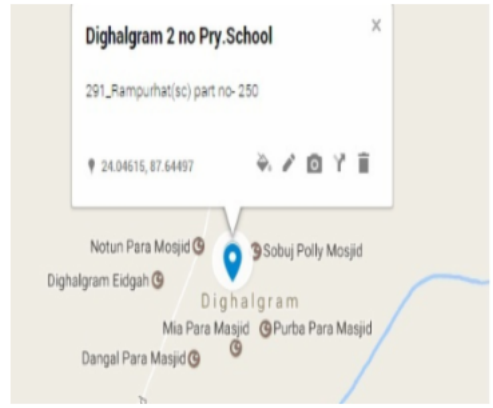 Dighalgram 2 no Pry.School
291_Rampurhat(sc) part no- 250
24.04615, 87.64497
Notun Para Mosjid
Sobuj Polly Mosjid
Dighalgram Eidgah
Dighalgram
Mia Para Masjid
Purba Para Masjid
Dangal Para Masjid